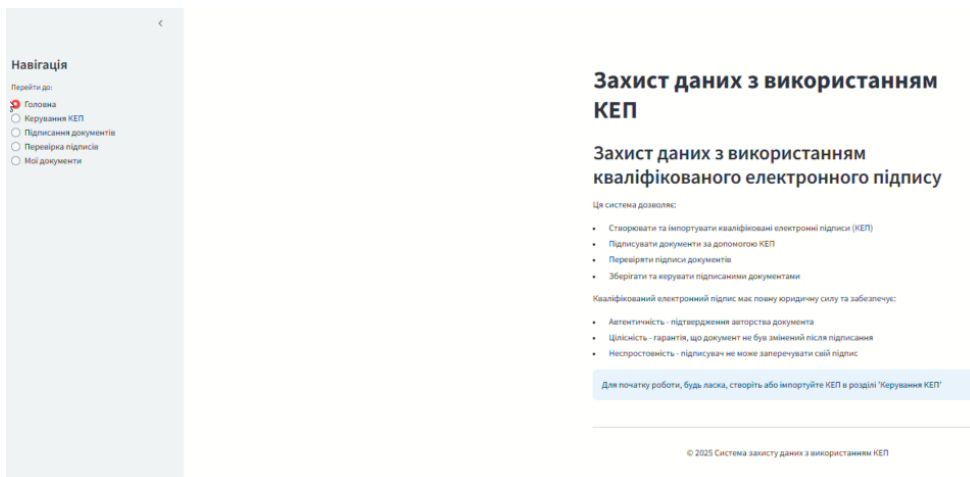 Навігація
Перейти до:
Головна
Керування КЕП
Підписання документів
Перевірка підписів
Мої документи
Захист даних з використанням
КЕП
Захист даних з використанням
кваліфікованого електронного підпису
Ця система дозволяє:
Створювати та імпортувати кваліфіковані електронні підписи (КЕП)
Підписувати документи за допомогою КЕП
Перевіряти підписи документів
Зберігати та керувати підписаними документами
Кваліфікований електронний підпис має повну юридичну силу та забезпечує:
Автентичність - підтвердження авторства документа
Цілісність - гарантія, що документ не був змінений після підписання
Неспростовність - підписувач не може заперечувати свій підпис
Для початку роботи, будь ласка, створіть або імпортуйте КЕП в розділі 'Керування КЕП'
© 2025 Система захисту даних з використанням КЕП